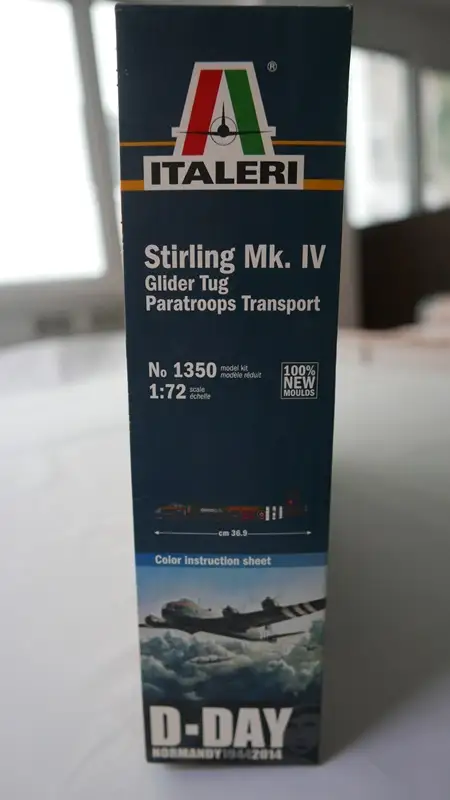 ®
ITALERI
Stirling Mk. IV
Glider Tug
Paratroops Transport
No 1350 model kit
modèle réduit
1:72 scale
échelle
100%
NEW
MOULDS
cm 36.9
Color instruction sheet
D-DAY
NORMANDY 1944 2014